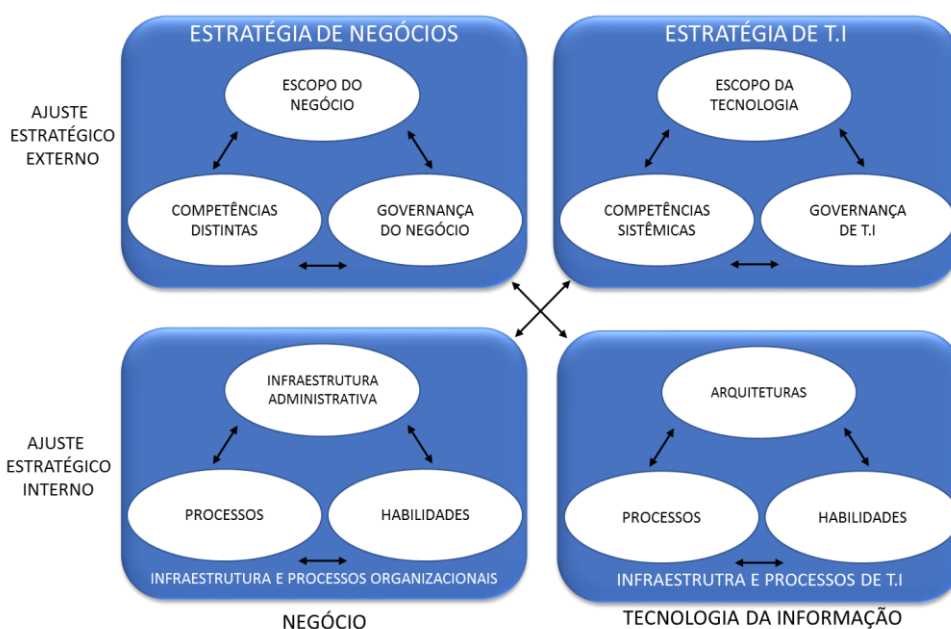 ESTRATÉGIA DE NEGÓCIOS
ESCOPO DO
NEGÓCIO
COMPETÊNCIAS
DISTINTAS
GOVERNANÇA
DO NEGÓCIO
ESTRATÉGIA DE T.I
ESCOPO DA
TECNOLOGIA
COMPETÊNCIAS
SISTÊMICAS
GOVERNANÇA
DE T.I
AJUSTE
ESTRATÉGICO
EXTERNO
INFRAESTRUTURA
ADMINISTRATIVA
PROCESSOS
HABILIDADES
INFRAESTRUTURA E PROCESSOS ORGANIZACIONAIS
ARQUITETURAS
PROCESSOS
HABILIDADES
INFRAESTRUTRA E PROCESSOS DE T.I
AJUSTE
ESTRATÉGICO
INTERNO
NEGÓCIO
TECNOLOGIA DA INFORMAÇÃO